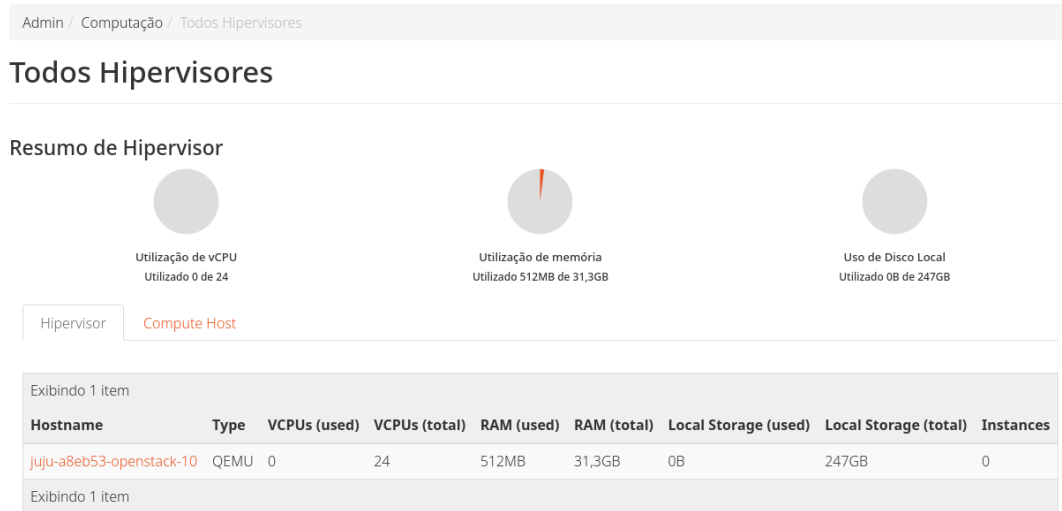 Admin / Computação / Todos Hipervisores
Todos Hipervisores
Resumo de Hipervisor
Utilização de vCPU
Utilizado 0 de 24
Utilização de memória
Utilizado 512MB de 31,3GB
Uso de Disco Local
Utilizado 0B de 247GB
Hipervisor Compute Host
Exibindo 1 item
Hostname Type VCPUs (used) VCPUs (total) RAM (used) RAM (total) Local Storage (used) Local Storage (total) Instances
juju-a8eb53-openstack-10 QEMU 0 24 512MB 31,3GB 0B 247GB 0
Exibindo 1 item